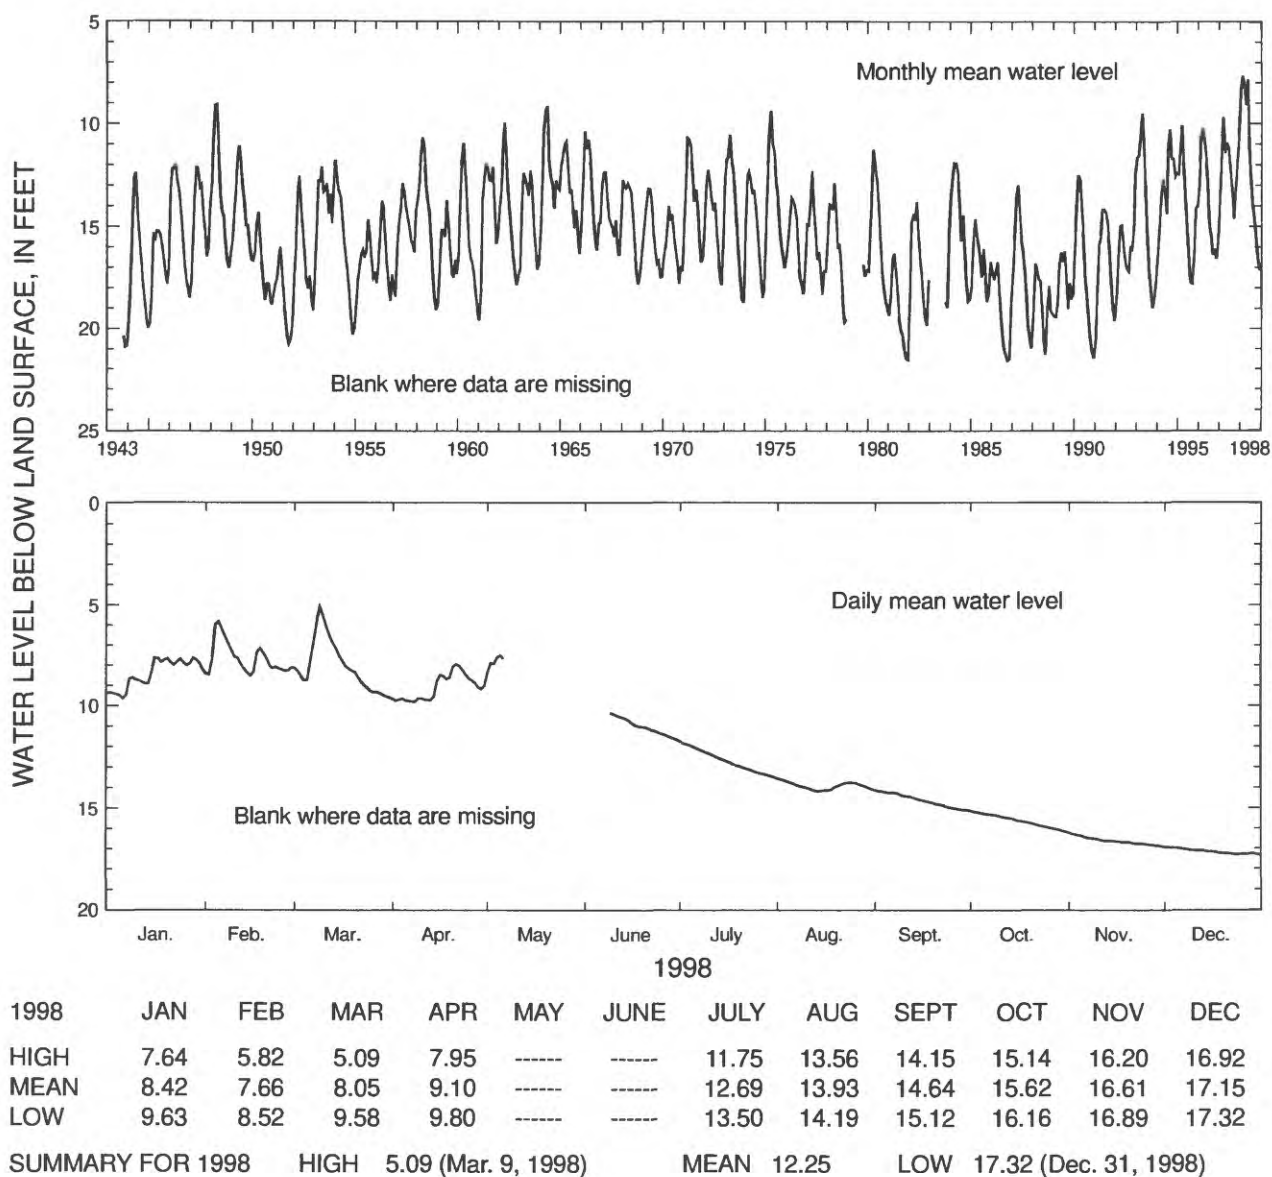 WATER LEVEL BELOW LAND SURFACE, IN FEET
5
10
15
20
25
Monthly mean water level
Blank where data are missing
1943 1950 1955 1960 1965 1970 1975 1980 1985 1990 1995 1998
0
5
10
15
20
Daily mean water level
Blank where data are missing
Jan. Feb. Mar. Apr. May June July Aug. Sept. Oct. Nov. Dec.
1998
1998 JAN FEB MAR APR MAY JUNE JULY AUG SEPT OCT NOV DEC
HIGH 7.64 5.82 5.09 7.95 ------ ------ 11.75 13.56 14.15 15.14 16.20 16.92
MEAN 8.42 7.66 8.05 9.10 ------ ------ 12.69 13.93 14.64 15.62 16.61 17.15
LOW 9.63 8.52 9.58 9.80 ------ ------ 13.50 14.19 15.12 16.16 16.89 17.32
SUMMARY FOR 1998 HIGH 5.09 (Mar. 9, 1998) MEAN 12.25 LOW 17.32 (Dec. 31, 1998)